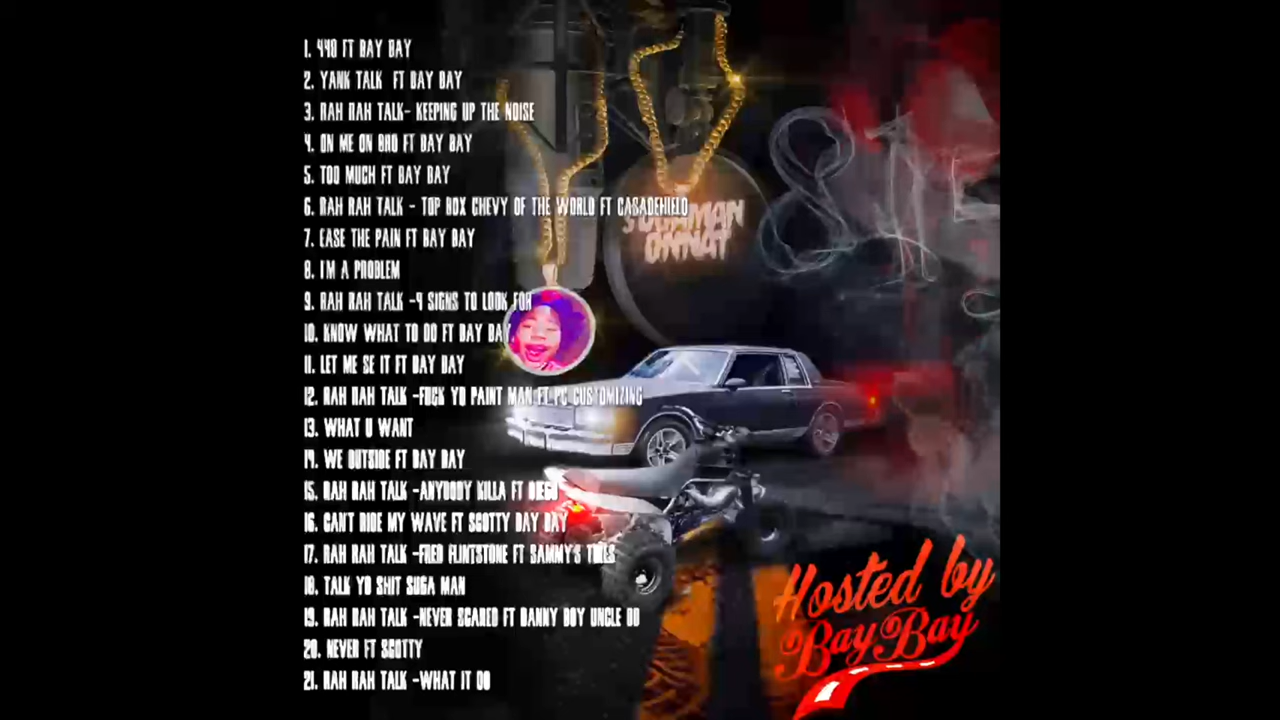 1. 448 FT BAY BAY
2. YANK TALK FT BAY BAY
3. RAH RAH TALK- KEEPING UP THE NOISE
4. ON ME ON BRO FT BAY BAY
5. TOO MUCH FT BAY BAY
6. RAH RAH TALK - TOP BOX CHEVY OF THE WORLD FT CASADEHIELO
7. EASE THE PAIN FT BAY BAY
8. I'M A PROBLEM
9. RAH RAH TALK -9 SIGNS TO LOOK FOR
10. KNOW WHAT TO DO FT BAY BAY
11. LET ME SE IT FT BAY BAY
12. RAH RAH TALK -FUCK YO PAINT MAN FT PC CUSTOMIZING
13. WHAT U WANT
14. WE OUTSIDE FT BAY BAY
15. RAH RAH TALK -ANYBODY KILLA FT DIEGO
16. CANT RIDE MY WAVE FT SCOTTY BAY BAY
17. RAH RAH TALK -FRED FLINTSTONE FT SAMMY'S TIRES
18. TALK YO SHIT SUGA MAN
19. RAH RAH TALK -NEVER SCARED FT DANNY BOY UNCLE DD
20. NEVER FT SCOTTY
21. RAH RAH TALK -WHAT IT DO
SUGAMAN
ONNAT
Hosted by
Bay Bay